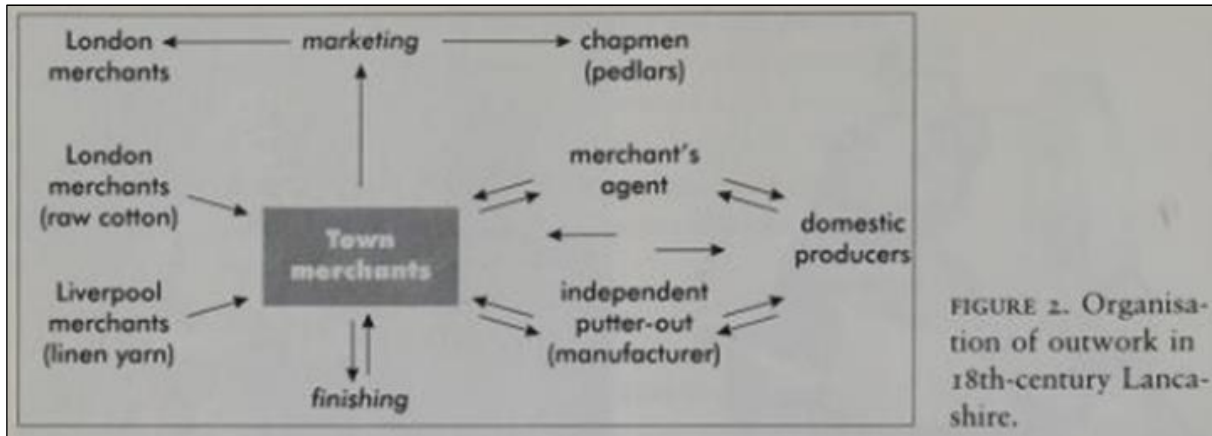 London
merchants
marketing
chapmen
(pedlars)
London
merchants
(raw cotton)
merchant's
agent
Town
merchants
domestic
producers
Liverpool
merchants
(linen yarn)
independent
putter-out
(manufacturer)
finishing
FIGURE 2. Organisa-
tion of outwork in
18th-century Lanca-
shire.